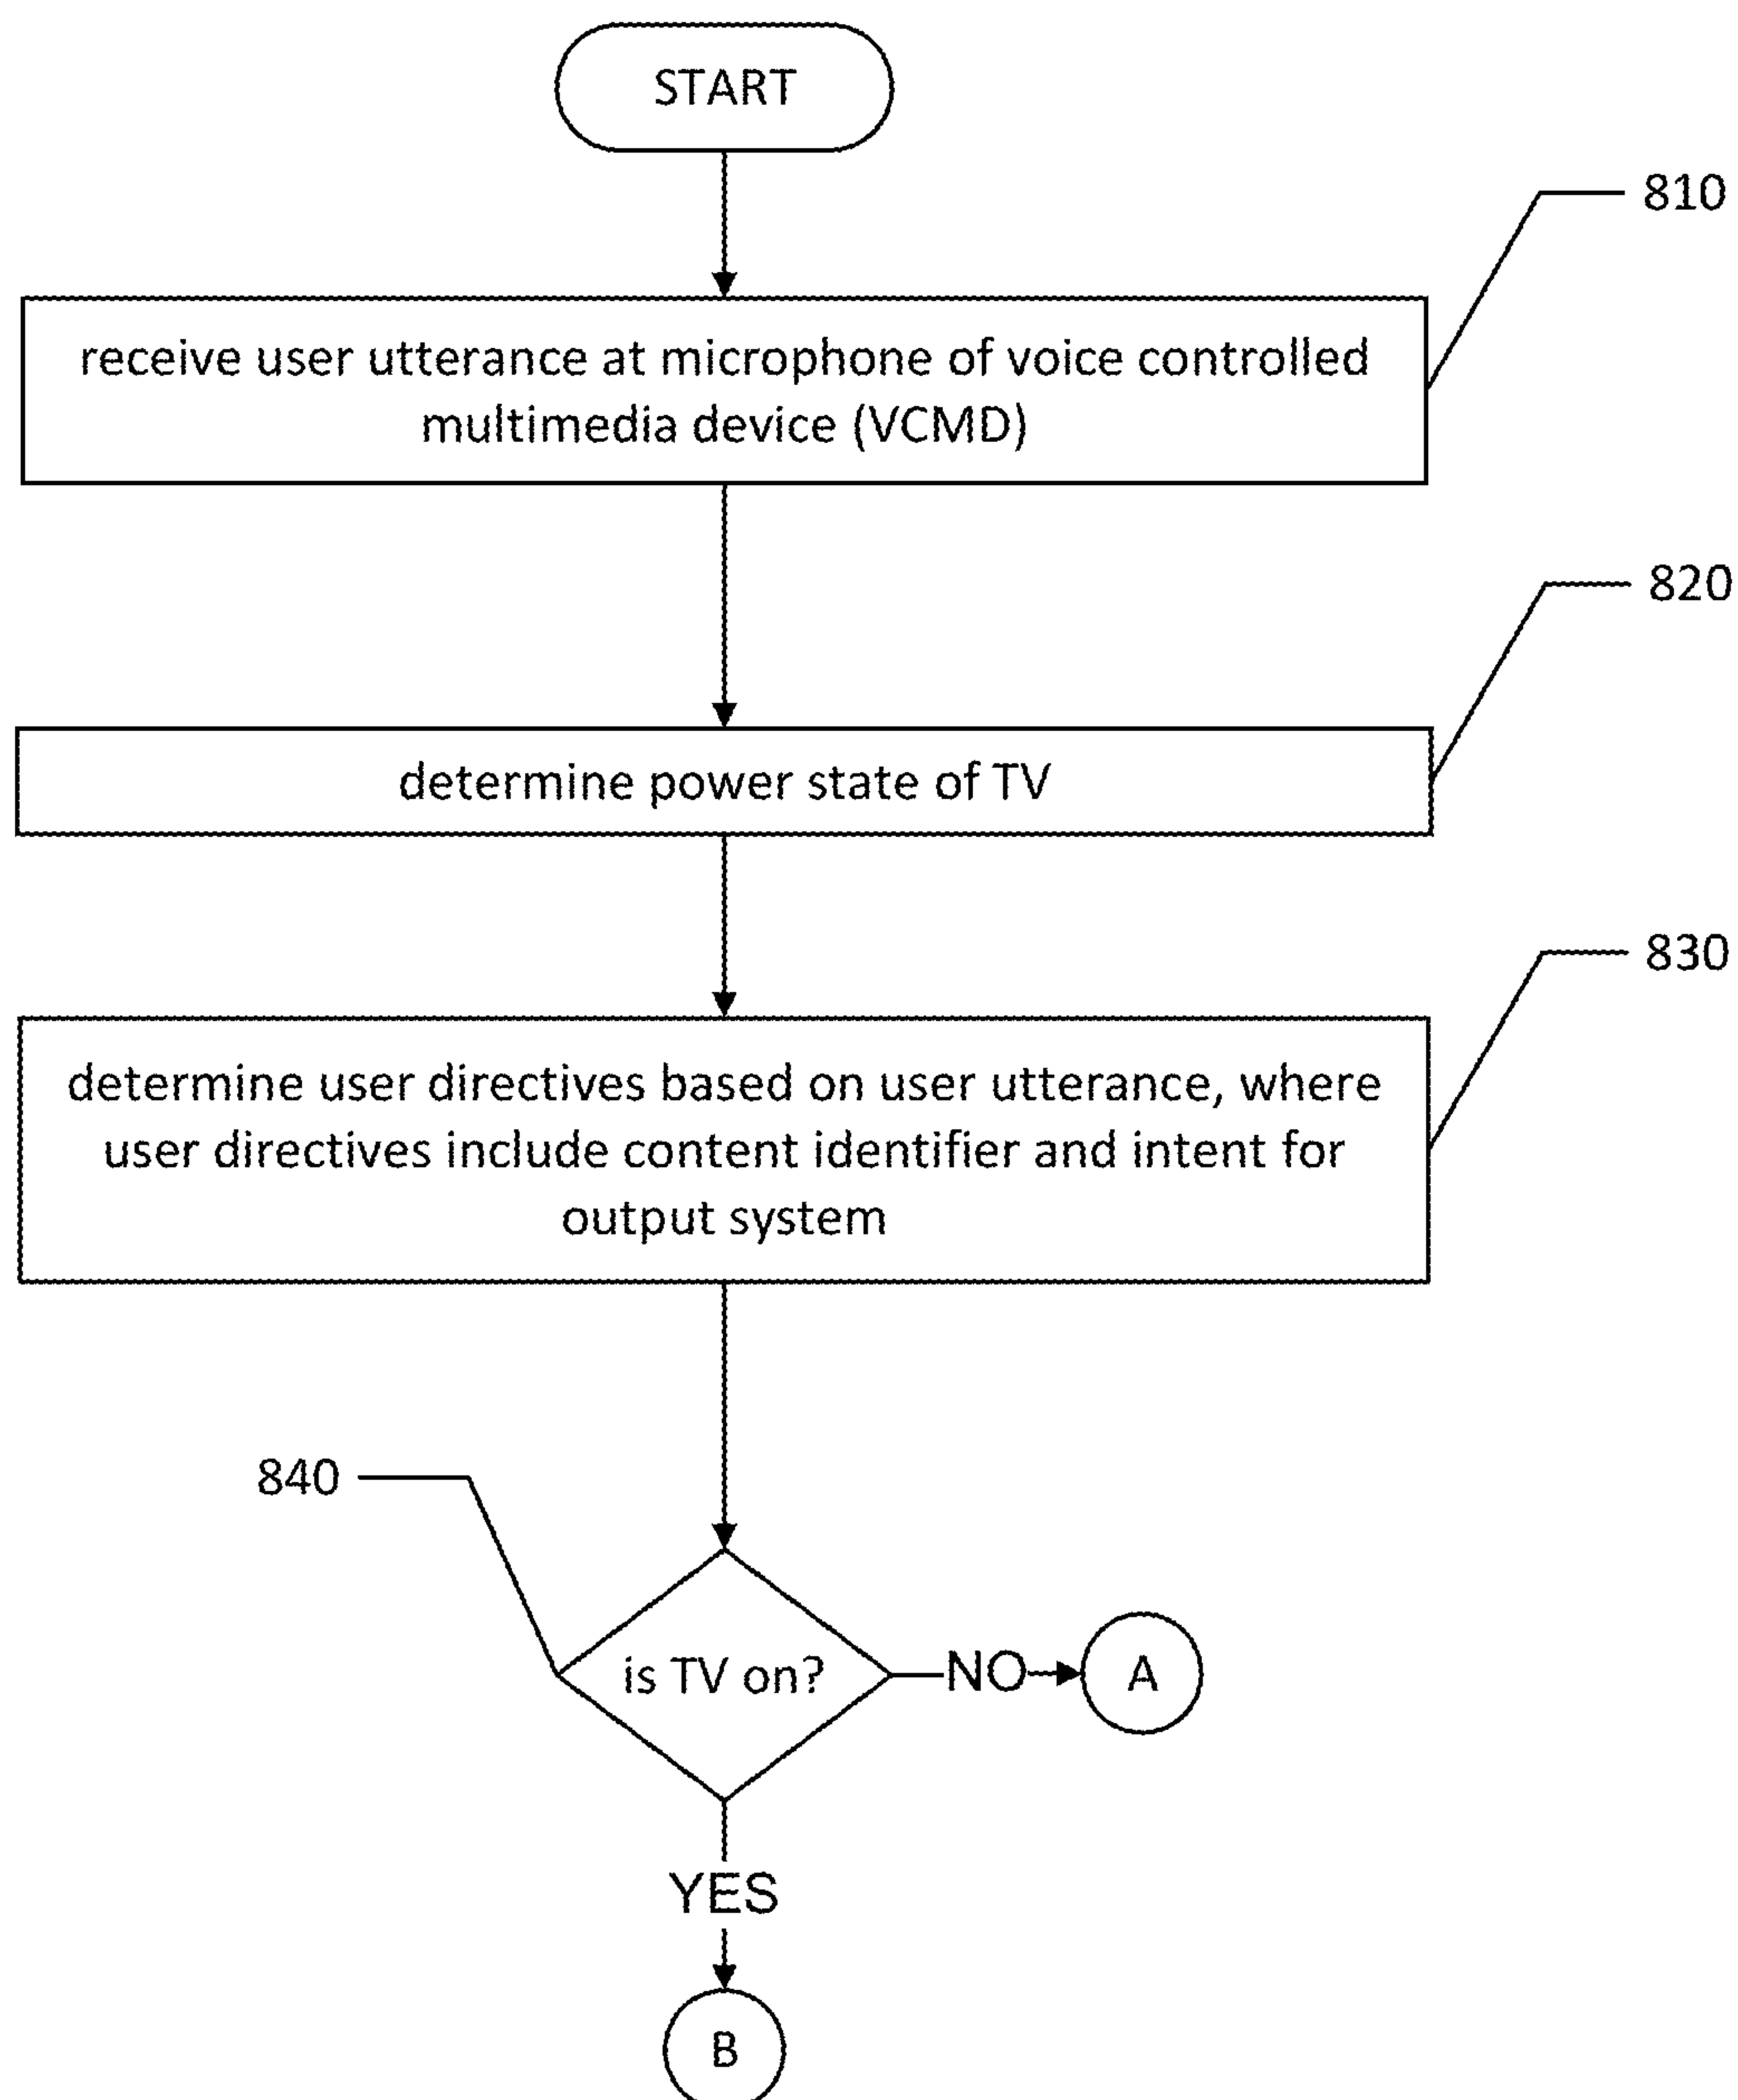 START
810
receive user utterance at microphone of voice controlled
multimedia device (VCMD)
820
determine power state of TV
830
determine user directives based on user utterance, where
user directives include content identifier and intent for
output system
840
is TV on?
NO
A
YES
B